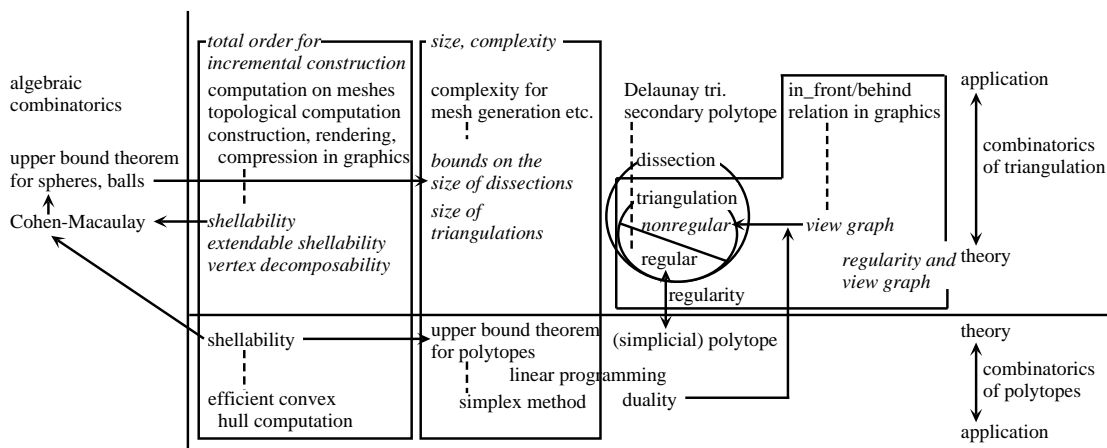 total order for
incremental construction
size, complexity
algebraic
combinatorics
computation on meshes
topological computation
construction, rendering,
compression in graphics
complexity for
mesh generation etc.
Delaunay tri.
secondary polytope
in_front/behind
relation in graphics
application
combinatorics
of triangulation
theory
upper bound theorem
for spheres, balls
bounds on the
size of dissections
dissection
Cohen-Macaulay
shellability
extendable shellability
vertex decomposability
size of
triangulations
triangulation
nonregular
view graph
regular
regularity and
view graph
regularity
shellability
upper bound theorem
for polytopes
(simplicial) polytope
theory
linear programming
combinatorics
of polytopes
efficient convex
hull computation
simplex method
duality
application